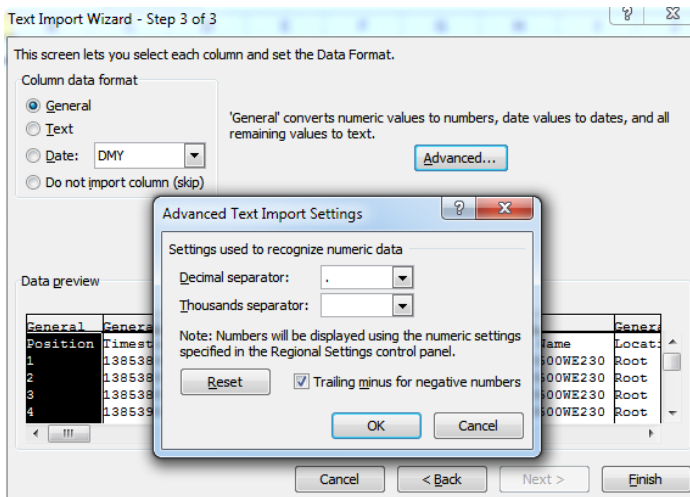 Text Import Wizard - Step 3 of 3
This screen lets you select each column and set the Data Format.
Column data format
General
Text
Date: DMY
Do not import column (skip)
'General' converts numeric values to numbers, date values to dates, and all
remaining values to text.
Advanced...
Advanced Text Import Settings
Settings used to recognize numeric data
Decimal separator: .
Thousands separator:
Note: Numbers will be displayed using the numeric settings
specified in the Regional Settings control panel.
Reset
Trailing minus for negative numbers
OK Cancel
Data preview
General
Position
1 Root
2 Root
3 Root
4 Root
Cancel < Back Next > Finish